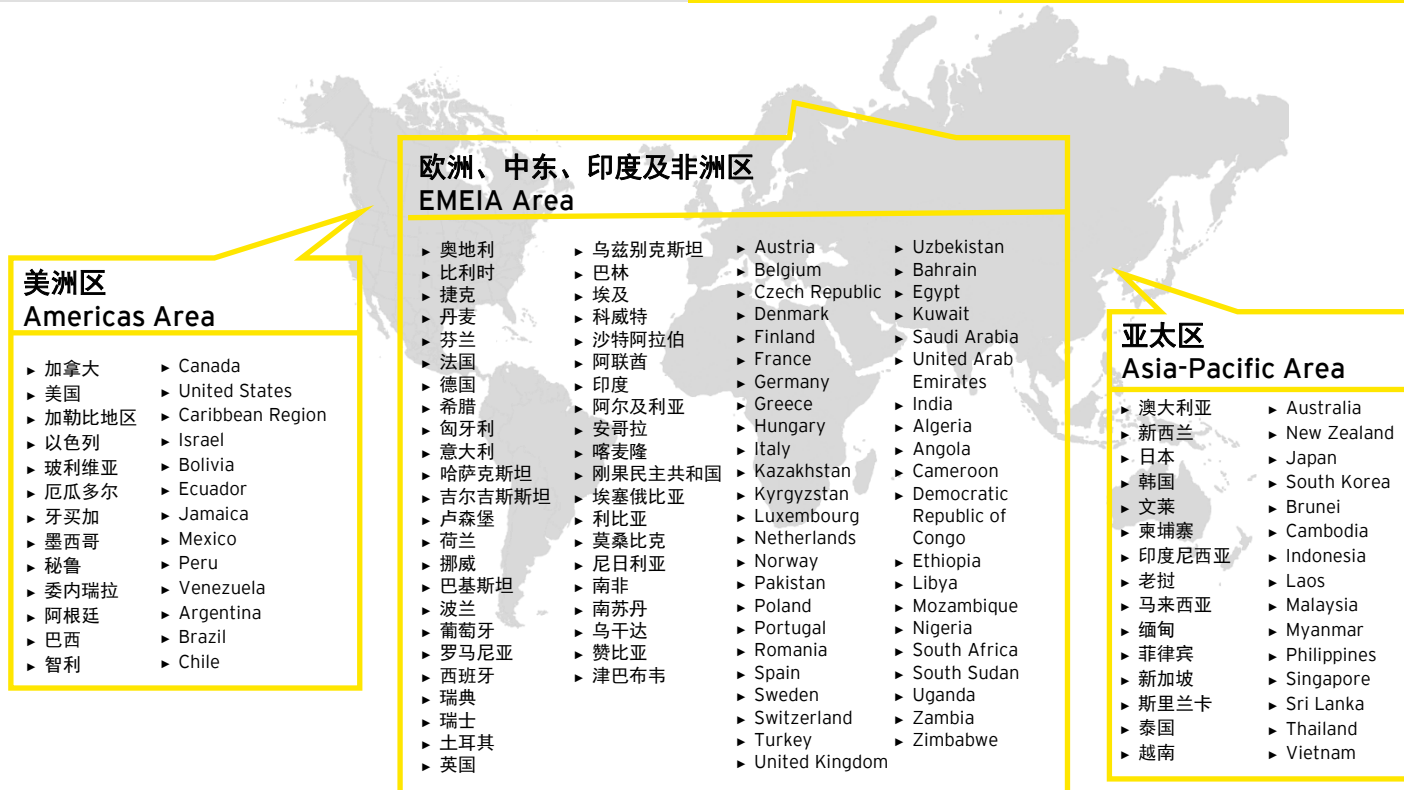 欧洲、中东、印度及非洲区
EMEIA Area
► 奥地利
► 比利时
► 捷克
► 丹麦
► 芬兰
► 法国
► 德国
► 希腊
► 匈牙利
► 意大利
► 哈萨克斯坦
► 吉尔吉斯斯坦
► 卢森堡
► 荷兰
► 挪威
► 巴基斯坦
► 波兰
► 葡萄牙
► 罗马尼亚
► 西班牙
► 瑞典
► 瑞士
► 土耳其
► 英国
► 乌兹别克斯坦
► 巴林
► 埃及
► 科威特
► 沙特阿拉伯
► 阿联酋
► 印度
► 阿尔及利亚
► 安哥拉
► 喀麦隆
► 刚果民主共和国
► 埃塞俄比亚
► 利比亚
► 莫桑比克
► 尼日利亚
► 南非
► 南苏丹
► 乌干达
► 赞比亚
► 津巴布韦
► Austria
► Belgium
► Czech Republic
► Denmark
► Finland
► France
► Germany
► Greece
► Hungary
► Italy
► Kazakhstan
► Kyrgyzstan
► Luxembourg
► Netherlands
► Norway
► Pakistan
► Poland
► Portugal
► Romania
► Spain
► Sweden
► Switzerland
► Turkey
► United Kingdom
► Uzbekistan
► Bahrain
► Egypt
► Kuwait
► Saudi Arabia
► United Arab
Emirates
► India
► Algeria
► Angola
► Cameroon
► Democratic
Republic of
Congo
► Ethiopia
► Libya
► Mozambique
► Nigeria
► South Africa
► South Sudan
► Uganda
► Zambia
► Zimbabwe
美洲区
Americas Area
► 加拿大
► 美国
► 加勒比地区
► 以色列
► 玻利维亚
► 厄瓜多尔
► 牙买加
► 墨西哥
► 秘鲁
► 委内瑞拉
► 阿根廷
► 巴西
► 智利
► Canada
► United States
► Caribbean Region
► Israel
► Bolivia
► Ecuador
► Jamaica
► Mexico
► Peru
► Venezuela
► Argentina
► Brazil
► Chile
亚太区
Asia-Pacific Area
► 澳大利亚
► 新西兰
► 日本
► 韩国
► 文莱
► 柬埔寨
► 印度尼西亚
► 老挝
► 马来西亚
► 缅甸
► 菲律宾
► 新加坡
► 斯里兰卡
► 泰国
► 越南
► Australia
► New Zealand
► Japan
► South Korea
► Brunei
► Cambodia
► Indonesia
► Laos
► Malaysia
► Myanmar
► Philippines
► Singapore
► Sri Lanka
► Thailand
► Vietnam